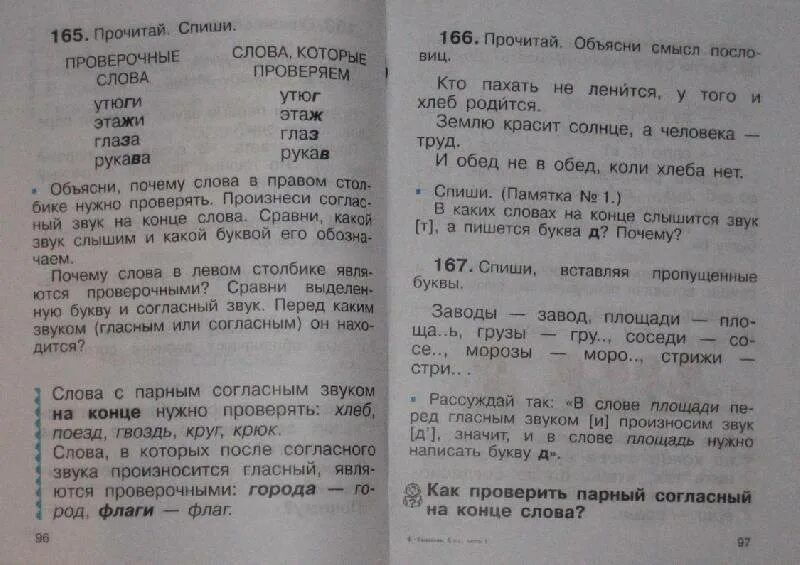 165. Прочитай. Спиши.
ПРОВЕРОЧНЫЕ СЛОВА, КОТОРЫЕ
СЛОВА ПРОВЕРЯЕМ
утюги утюг
этажи этаж
глаза глаз
рукава рукав
Объясни, почему слова в правом стол-
бике нужно проверять. Произнеси соглас-
ный звук на конце слова. Сравни, какой
звук слышим и какой буквой его обозна-
чаем.
Почему слова в левом столбике явля-
ются проверочными? Сравни выделен-
ную букву и согласный звук. Перед каким
звуком (гласным или согласным) он нахо-
дится?
Слова с парным согласным звуком
на конце нужно проверять: хлеб,
поезд, гвоздь, круг, крюк.
Слова, в которых после согласного
звука произносится гласный, явля-
ются проверочными: города — го-
род, флаги — флаг.
96
166. Прочитай. Объясни смысл посло-
виц.
Кто пахать не ленится, у того и
хлеб родится.
Землю красит солнце, а человека —
труд.
И обед не в обед, коли хлеба нет.
Спиши. (Памятка № 1.)
В каких словах на конце слышится звук
[т], а пишется буква д? Почему?
167. Спиши, вставляя пропущенные
буквы.
Заводы — завод, площади — пло-
ща..ь, грузы — гру.., соседи — со-
се.., морозы — моро.., стрижи —
стри.. .
Рассуждай так: «В слове площади пе-
ред гласным звуком [и] произносим звук
[д'], значит, и в слове площадь нужно
написать букву д».
Как проверить парный согласный
на конце слова?
97